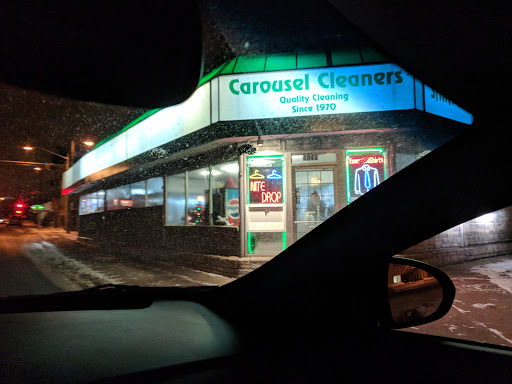 Carousel Cleaners
Quality Cleaning
Since 1970
NITE
DROP